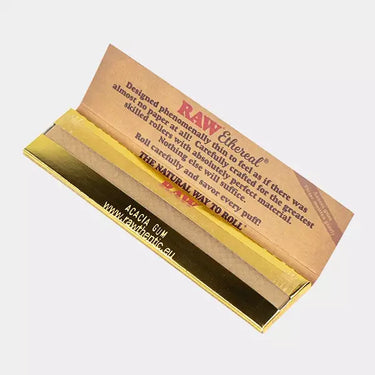 RAW Ethereal®
Designed phenomenally thin to feel as if there was
almost no paper at all! Carefully crafted for the greatest
skilled rollers with absolutely perfect material.
Nothing else will suffice.
Roll carefully and savor every puff!
THE NATURAL WAY TO ROLL
RAW
ACACIA GUM
www.rawthentic.eu